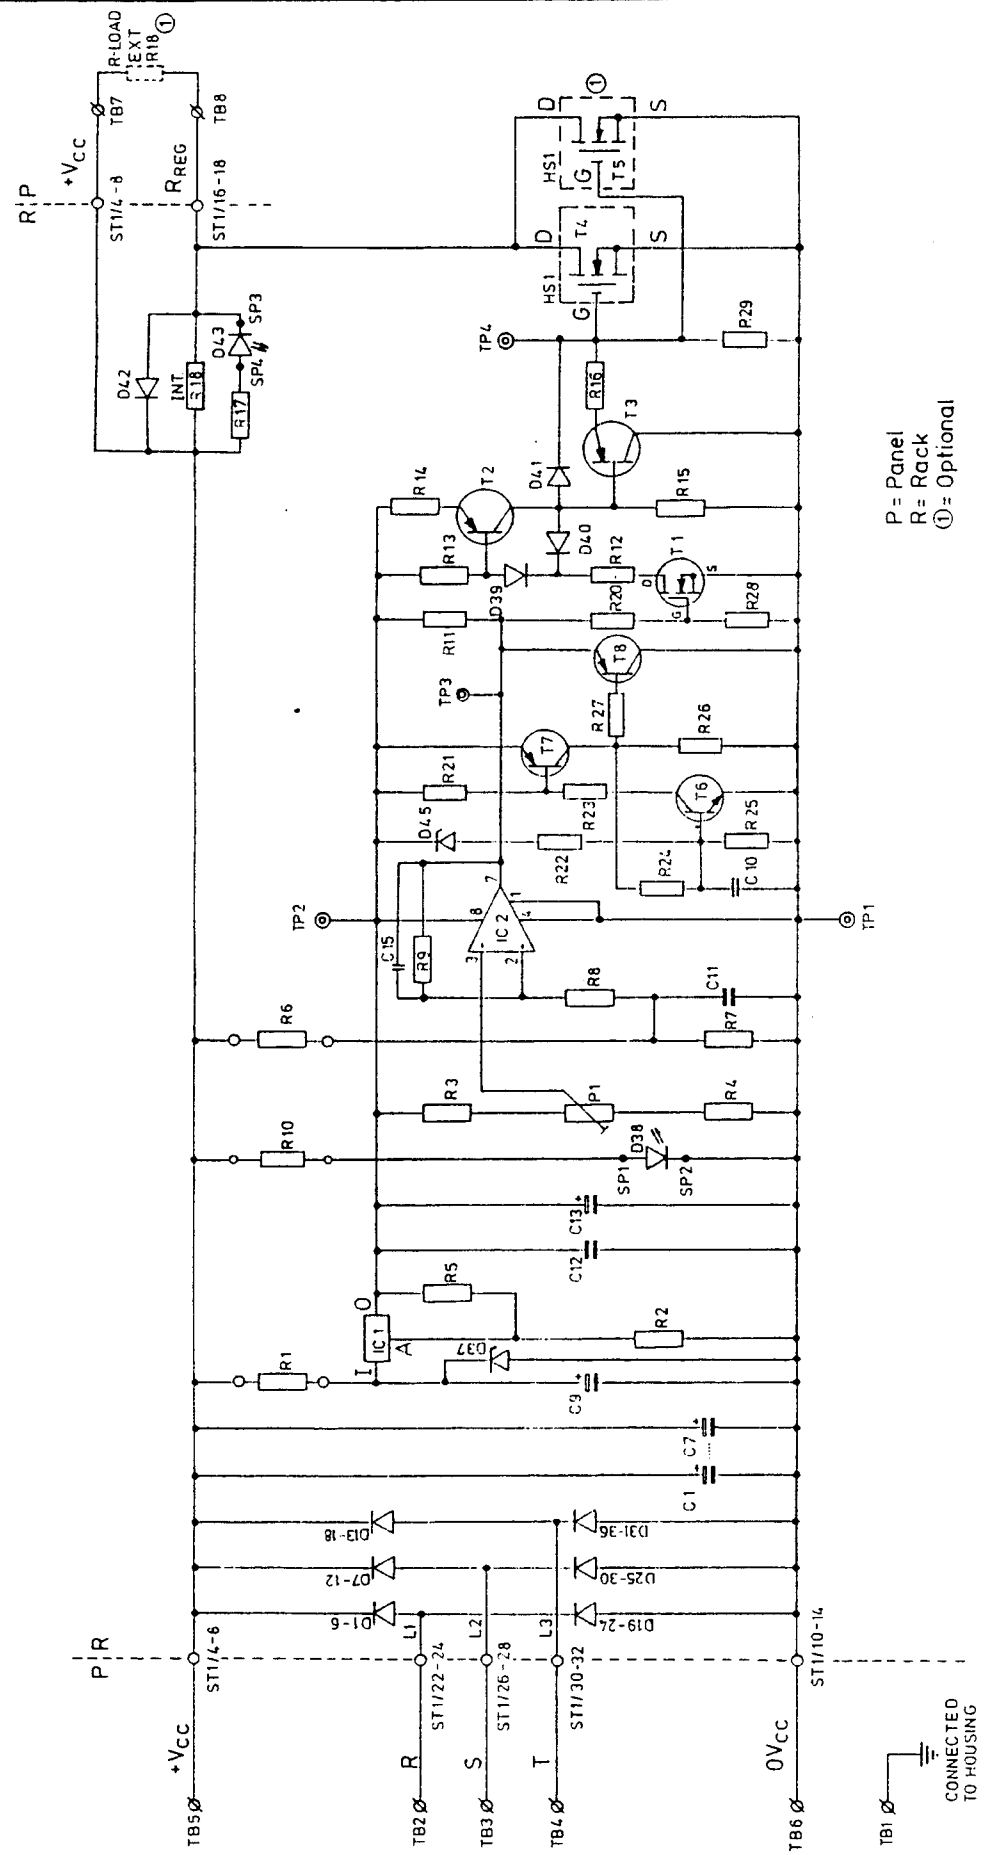 R-LOAD
EXT
R18 ①
TB7
TB8
+VCC
RREG
R P
ST1/4-8
ST1/16-18
D42
INT.
R18
R17
D43
SP3
SP4
HS1
D
G
S
T5
①
HS1
D
G
S
T4
TP4
R29
R16
T3
R15
D41
D40
R14
T2
R13
D39
R12
T1
D
G
S
R11
R20
R28
TP3
T8
R27
T7
R26
R21
R23
T6
D45
R22
R25
R24
C10
TP2
TP1
C15
R9
IC2
3
2
8
7
1
4
R8
C11
R6
R7
R3
P1
R4
R10
D38
SP1
SP2
C13
C12
R5
IC1
I
O
A
R2
D37
R1
C9
C7
C1
D13-18
D31-36
D7-12
D25-30
D1-6
D19-24
L1
L2
L3
P R
ST1/4-6
ST1/22-24
ST1/26-28
ST1/30-32
ST1/10-14
+VCC
R
S
T
0VCC
TB5
TB2
TB3
TB4
TB6
TB1
CONNECTED
TO HOUSING
P= Panel
R= Rack
①= Optional